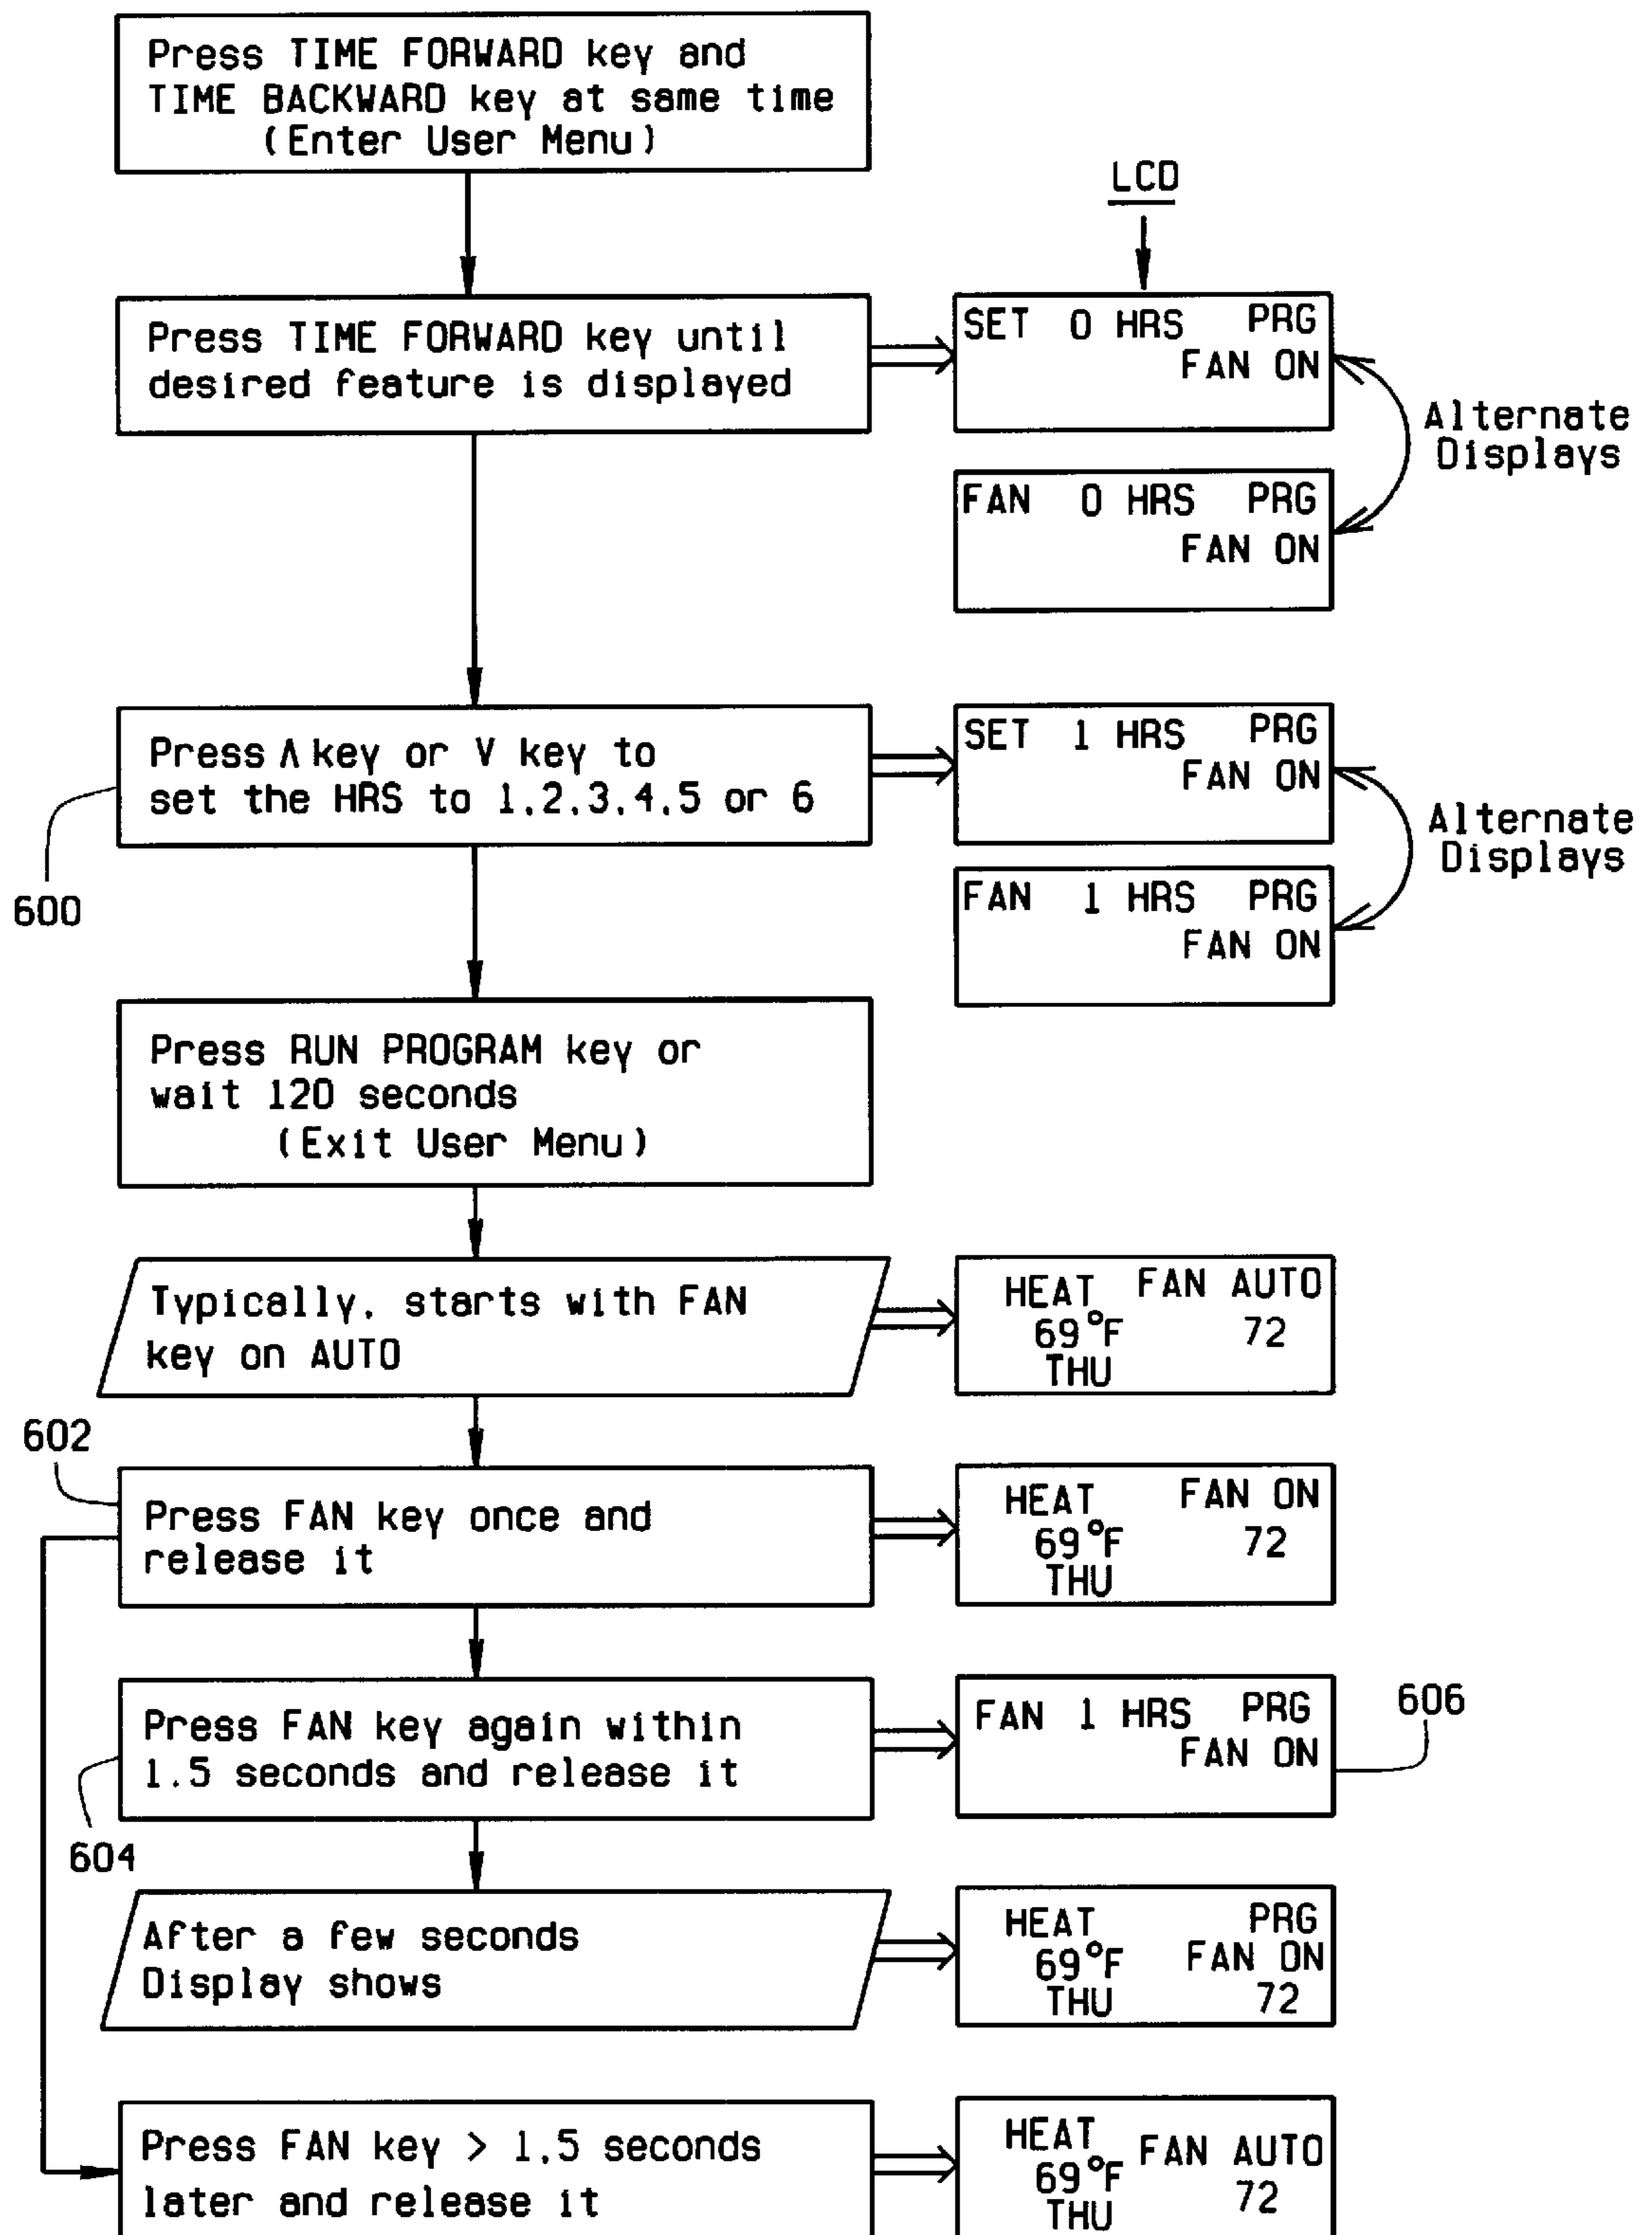 Press TIME FORWARD key and
TIME BACKWARD key at same time
(Enter User Menu)
LCD
Press TIME FORWARD key until
desired feature is displayed
SET 0 HRS PRG
FAN ON
Alternate
Displays
FAN 0 HRS PRG
FAN ON
Press Λ key or V key to
set the HRS to 1,2,3,4,5 or 6
600
SET 1 HRS PRG
FAN ON
Alternate
Displays
FAN 1 HRS PRG
FAN ON
Press RUN PROGRAM key or
wait 120 seconds
(Exit User Menu)
Typically, starts with FAN
key on AUTO
HEAT FAN AUTO
69°F 72
THU
602
Press FAN key once and
release it
HEAT FAN ON
69°F 72
THU
Press FAN key again within
1.5 seconds and release it
604
FAN 1 HRS PRG
FAN ON
606
After a few seconds
Display shows
HEAT PRG
69°F FAN ON
THU 72
Press FAN key > 1.5 seconds
later and release it
HEAT FAN AUTO
69°F 72
THU